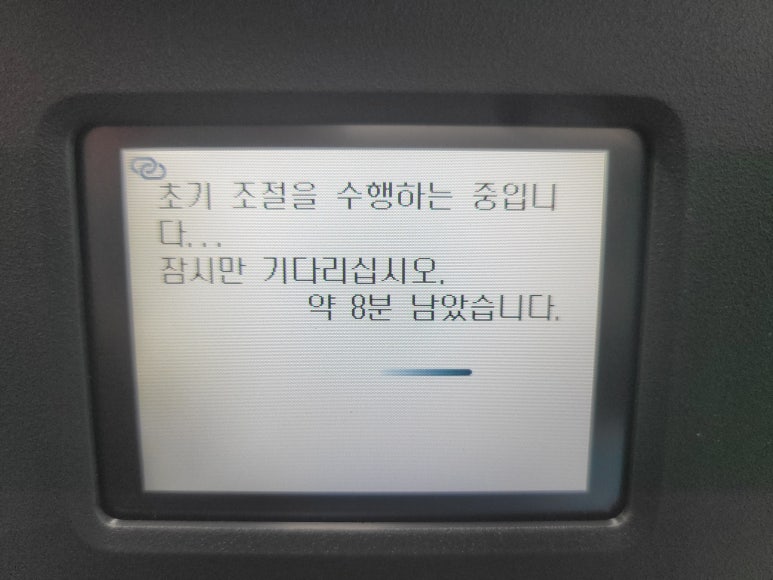 초기 조절을 수행하는 중입니
다...
잠시만 기다리십시오.
약 8분 남았습니다.